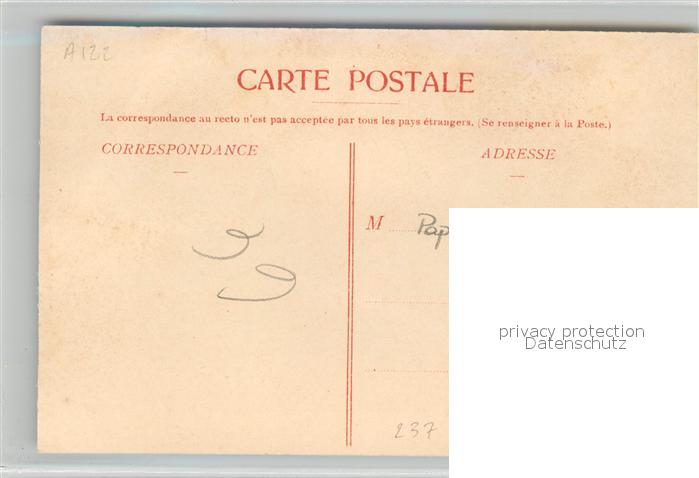 A122
CARTE POSTALE
La correspondance au recto n'est pas acceptée par tous les pays étrangers. (Se renseigner à la Poste.)
CORRESPONDANCE
ADRESSE
M Pap
privacy protection
Datenschutz
237